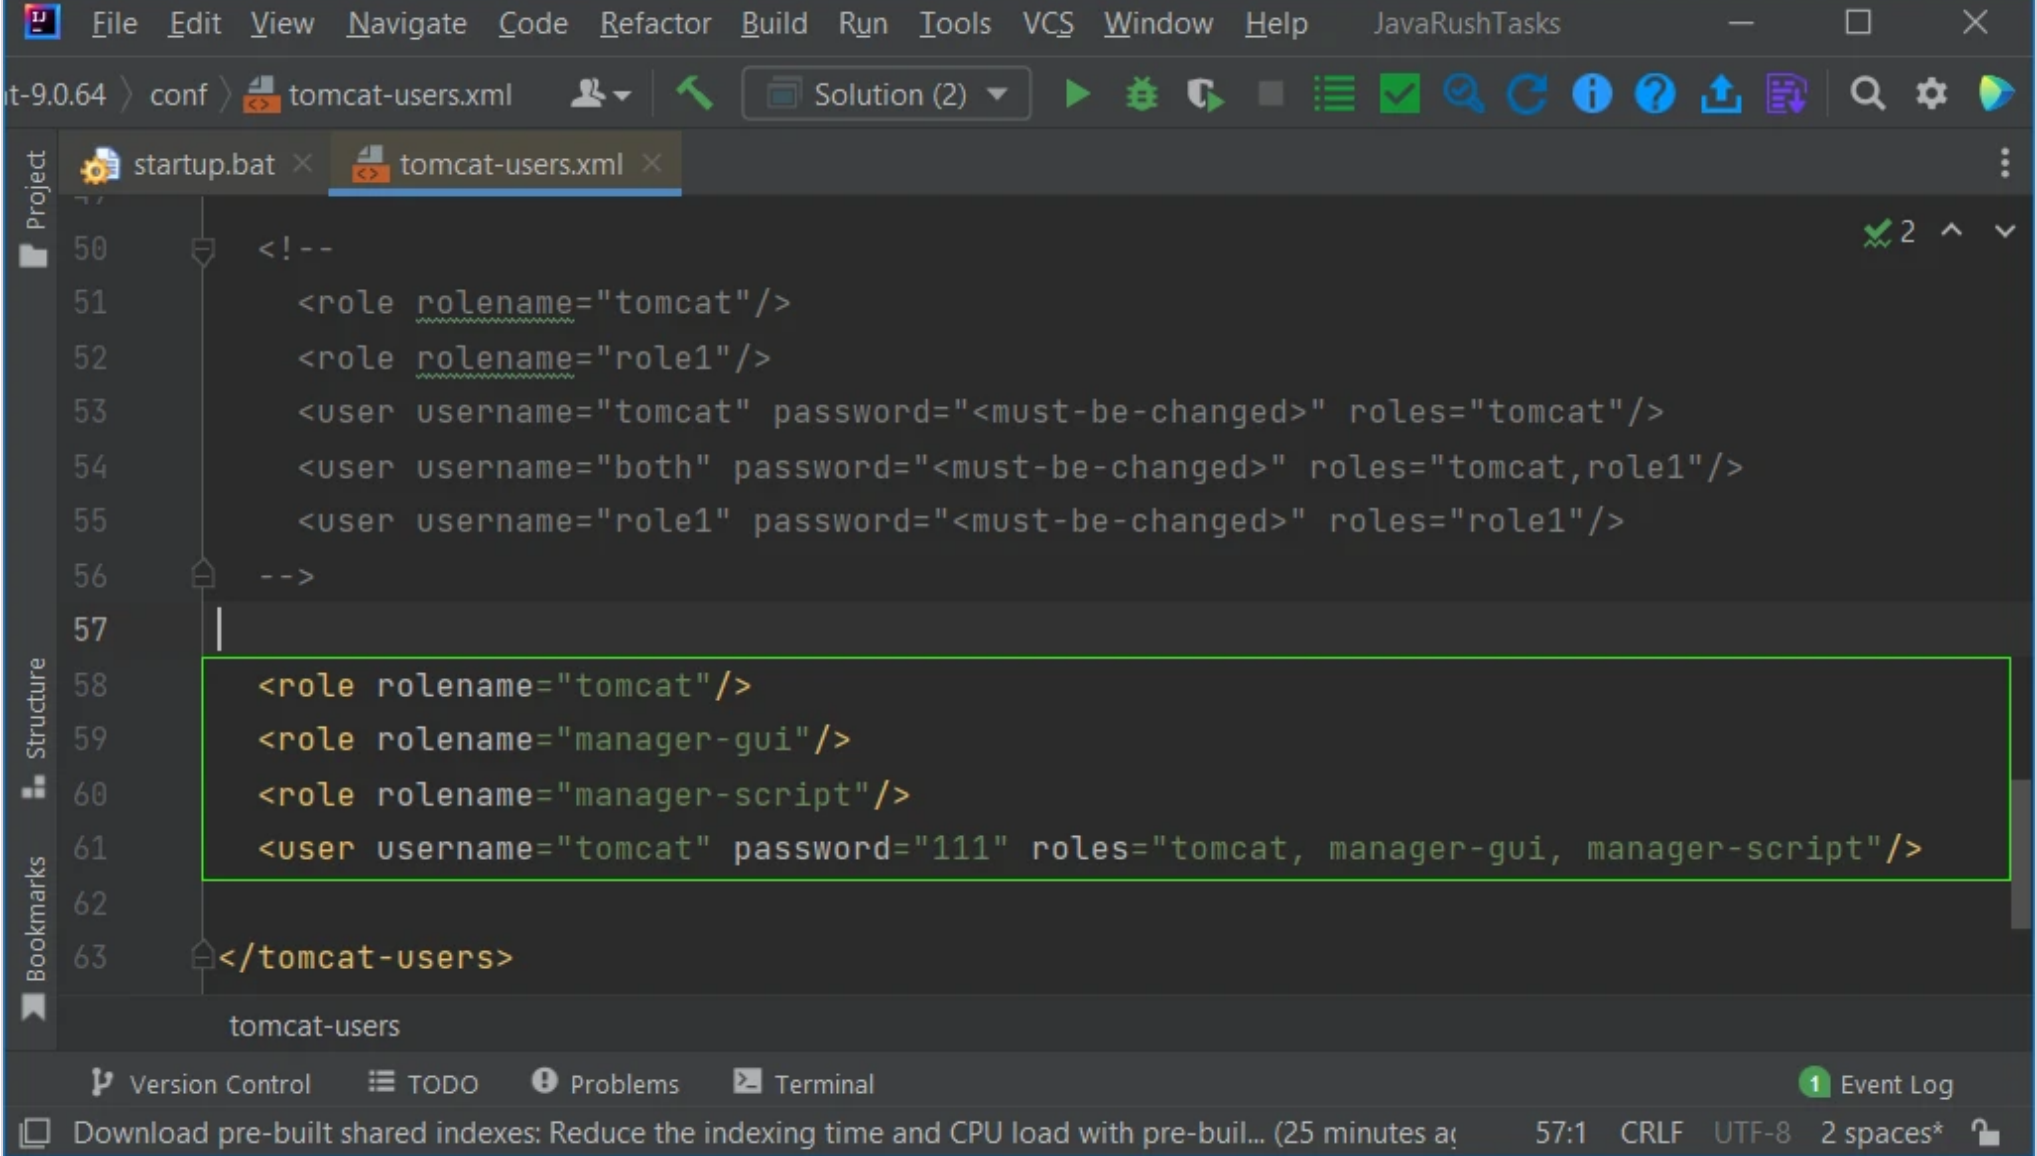 File Edit View Navigate Code Refactor Build Run Tools VCS Window Help JavaRushTasks
t-9.0.64 conf tomcat-users.xml Solution (2)
startup.bat tomcat-users.xml
Project
2
50 <!--
51 <role rolename="tomcat"/>
52 <role rolename="role1"/>
53 <user username="tomcat" password="<must-be-changed>" roles="tomcat"/>
54 <user username="both" password="<must-be-changed>" roles="tomcat,role1"/>
55 <user username="role1" password="<must-be-changed>" roles="role1"/>
56 -->
57
58 <role rolename="tomcat"/>
59 <role rolename="manager-gui"/>
60 <role rolename="manager-script"/>
61 <user username="tomcat" password="111" roles="tomcat, manager-gui, manager-script"/>
62
63 </tomcat-users>
Structure
Bookmarks
tomcat-users
Version Control TODO Problems Terminal 1 Event Log
Download pre-built shared indexes: Reduce the indexing time and CPU load with pre-buil... (25 minutes 57:1 CRLF UTF-8 2 spaces*